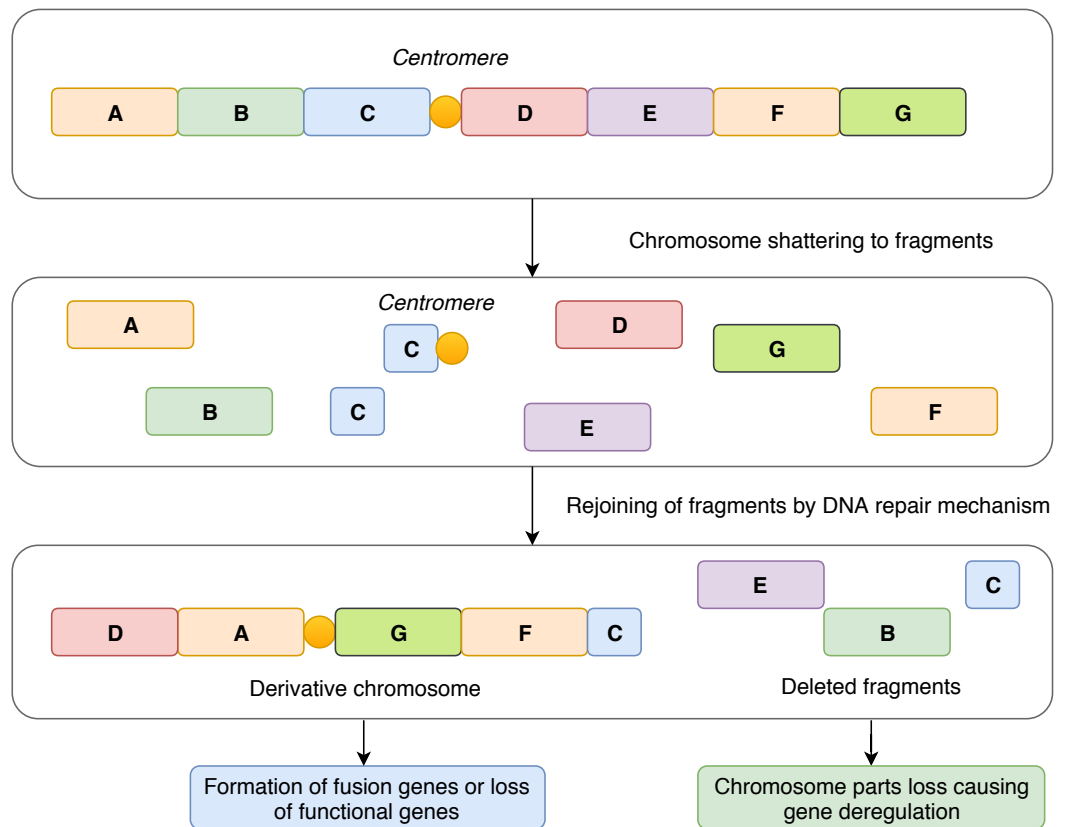 Centromere
A B C D E F G
Chromosome shattering to fragments
Centromere
A D
C G
B C E F
Rejoining of fragments by DNA repair mechanism
E C
D A G F C B
Derivative chromosome Deleted fragments
Formation of fusion genes or loss
of functional genes
Chromosome parts loss causing
gene deregulation